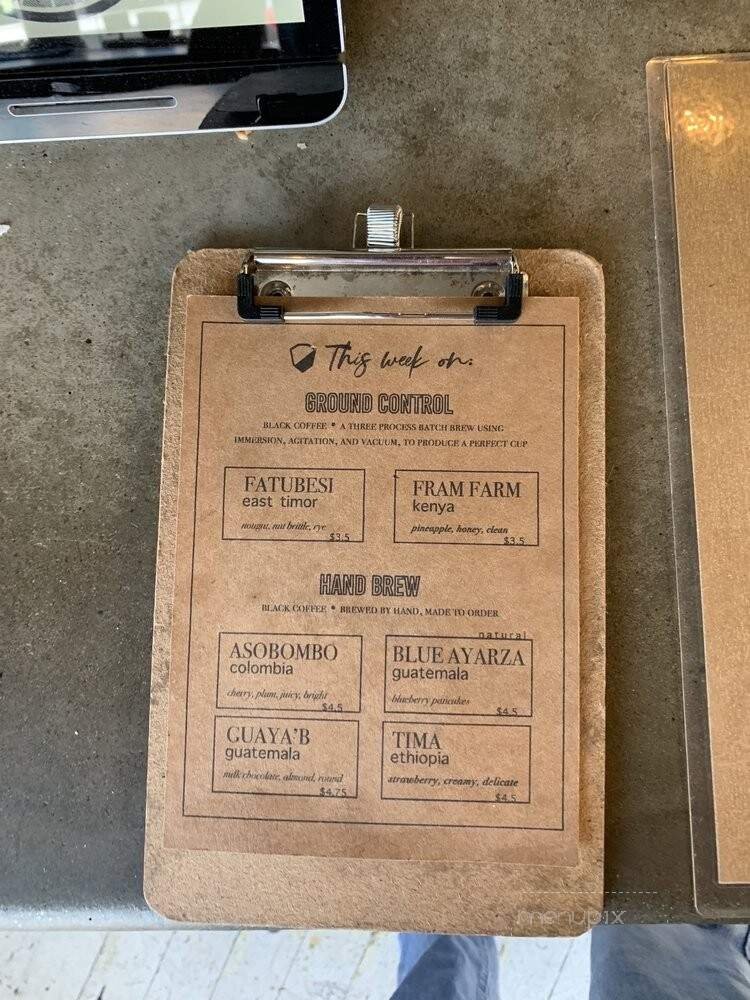 This week on:
GROUND CONTROL
BLACK COFFEE * A THREE PROCESS BATCH BREW USING
IMMERSION, AGITATION, AND VACUUM, TO PRODUCE A PERFECT CUP
FATUBESI
east timor
nougat, nut brittle, rye
$3.5
FRAM FARM
kenya
pineapple, honey, clean
$3.5
HAND BREW
BLACK COFFEE * BREWED BY HAND, MADE TO ORDER
ASOBOMBO
colombia
cherry, plum, juicy, bright
$4.5
natural
BLUE AYARZA
guatemala
blueberry pancakes
$4.5
GUAYA'B
guatemala
milk chocolate, almond, round
$4.75
TIMA
ethiopia
strawberry, creamy, delicate
$4.5
menupix